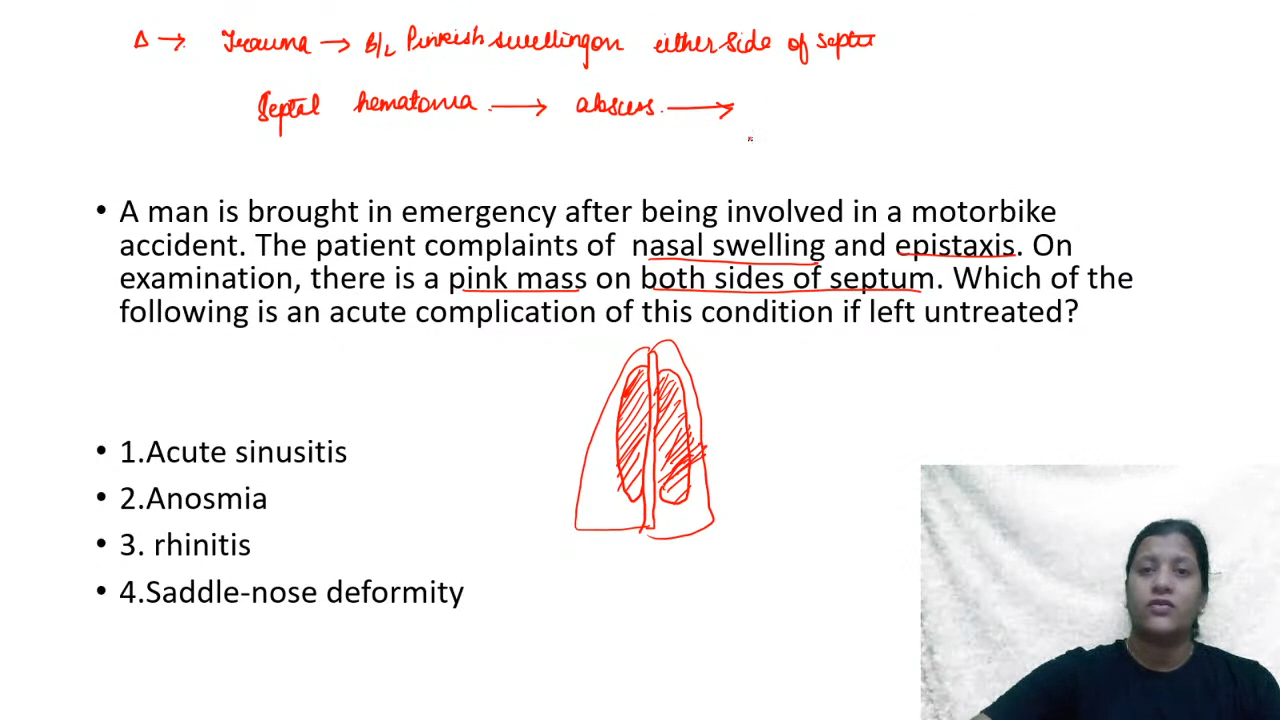 Δ → Trauma → B/L Pinkish swelling on either side of septu
Septal hematoma → abscess →
• A man is brought in emergency after being involved in a motorbike
accident. The patient complaints of nasal swelling and epistaxis. On
examination, there is a pink mass on both sides of septum. Which of the
following is an acute complication of this condition if left untreated?
• 1.Acute sinusitis
• 2.Anosmia
• 3. rhinitis
• 4.Saddle-nose deformity